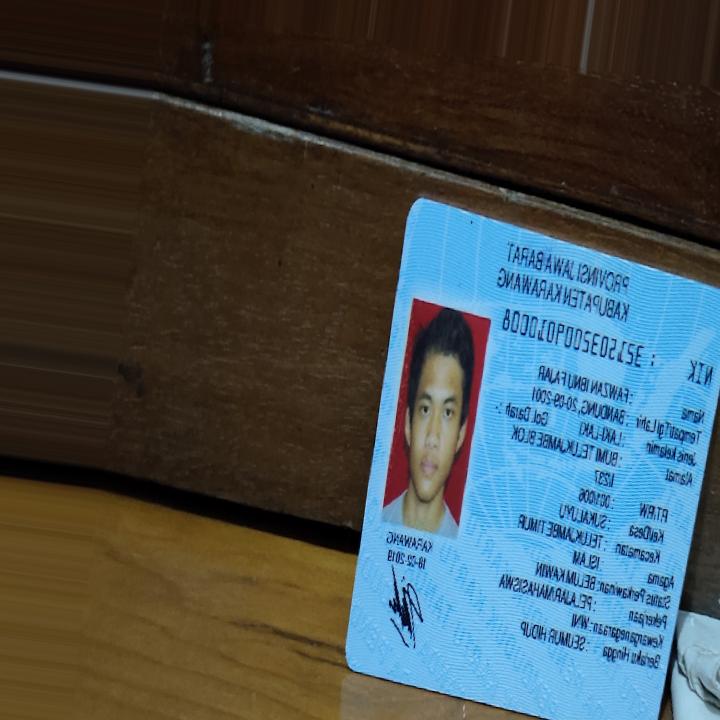 PROVINSI JAWA BARAT
KABUPATEN KARAWANG
NIK : 3215032009010008
Nama : FAWZAN IBNU FAJAR
Tempat/Tgl Lahir : BANDUNG, 20-09-2001
Jenis kelamin : LAKI-LAKI Gol Darah : -
Alamat : BUMI TELUKJAMBE BLOK
I/237
RT/RW : 001/006
Kel/Desa : SUKALUYU
Kecamatan : TELUKJAMBE TIMUR
Agama : ISLAM
Status Perkawinan: BELUM KAWIN
Pekerjaan : PELAJAR/MAHASISWA
Kewarganegaraan: WNI
Berlaku Hingga : SEUMUR HIDUP
KARAWANG
18-02-2019